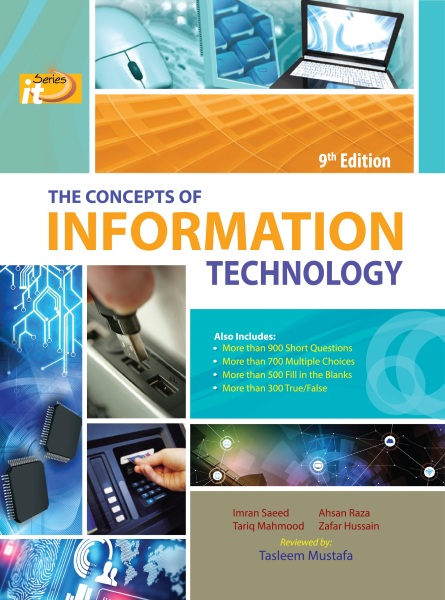 Series
it
9th Edition
THE CONCEPTS OF
INFORMATION
TECHNOLOGY
Also Includes:
• More than 900 Short Questions
• More than 700 Multiple Choices
• More than 500 Fill in the Blanks
• More than 300 True/False
Imran Saeed Ahsan Raza
Tariq Mahmood Zafar Hussain
Reviewed by:
Tasleem Mustafa